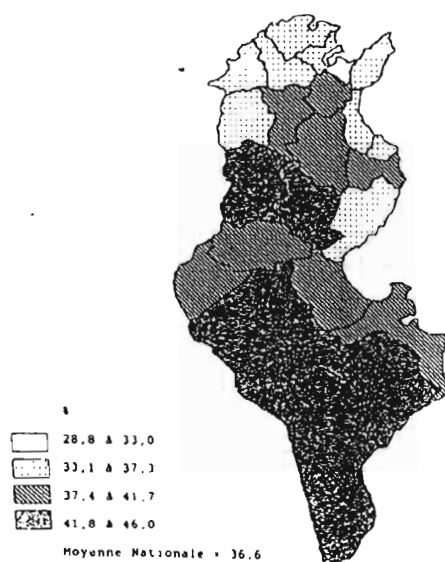 %
28,8 à 33,0
33,1 à 37,3
37,4 à 41,7
41,8 à 46,0
Moyenne Nationale = 36,6